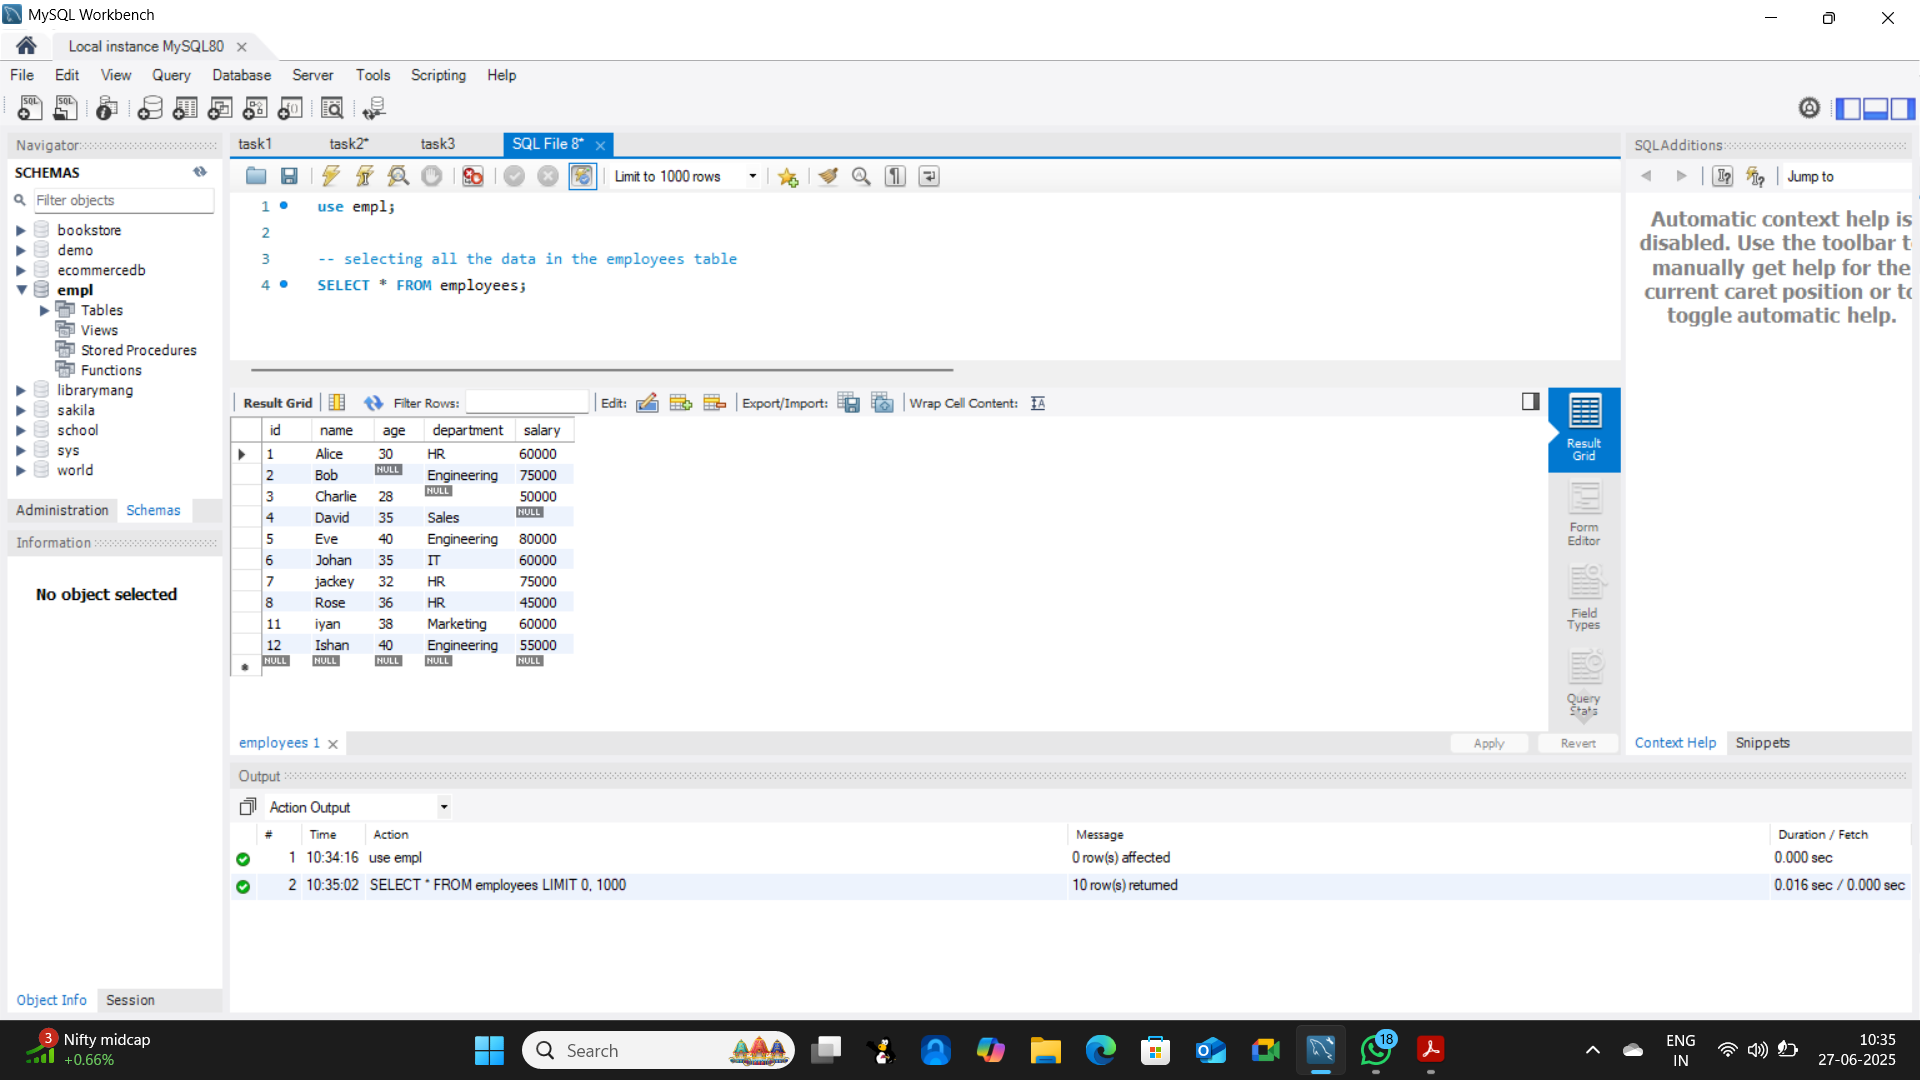 MySQL Workbench
Local instance MySQL80
File Edit View Query Database Server Tools Scripting Help
Navigator
SCHEMAS
Filter objects
bookstore
demo
ecommercedb
empl
Tables
Views
Stored Procedures
Functions
librarymang
sakila
school
sys
world
Administration Schemas
Information
No object selected
Object Info Session
task1 task2* task3 SQL File 8*
Limit to 1000 rows
1 use empl;
2
3 -- selecting all the data in the employees table
4 SELECT * FROM employees;
Result Grid Filter Rows: Edit: Export/Import: Wrap Cell Content:
id name age department salary
1 Alice 30 HR 60000
2 Bob NULL Engineering 75000
3 Charlie 28 NULL 50000
4 David 35 Sales NULL
5 Eve 40 Engineering 80000
6 Johan 35 IT 60000
7 jackey 32 HR 75000
8 Rose 36 HR 45000
11 iyan 38 Marketing 60000
12 Ishan 40 Engineering 55000
NULL NULL NULL NULL NULL
Result
Grid
Form
Editor
Field
Types
Query
Stats
employees 1
Apply Revert
SQLAdditions
Jump to
Automatic context help is
disabled. Use the toolbar t
manually get help for the
current caret position or to
toggle automatic help.
Context Help Snippets
Output
Action Output
# Time Action Message Duration / Fetch
1 10:34:16 use empl 0 row(s) affected 0.000 sec
2 10:35:02 SELECT * FROM employees LIMIT 0, 1000 10 row(s) returned 0.016 sec / 0.000 sec
3
Nifty midcap
+0.66%
Search
18
ENG
IN
10:35
27-06-2025